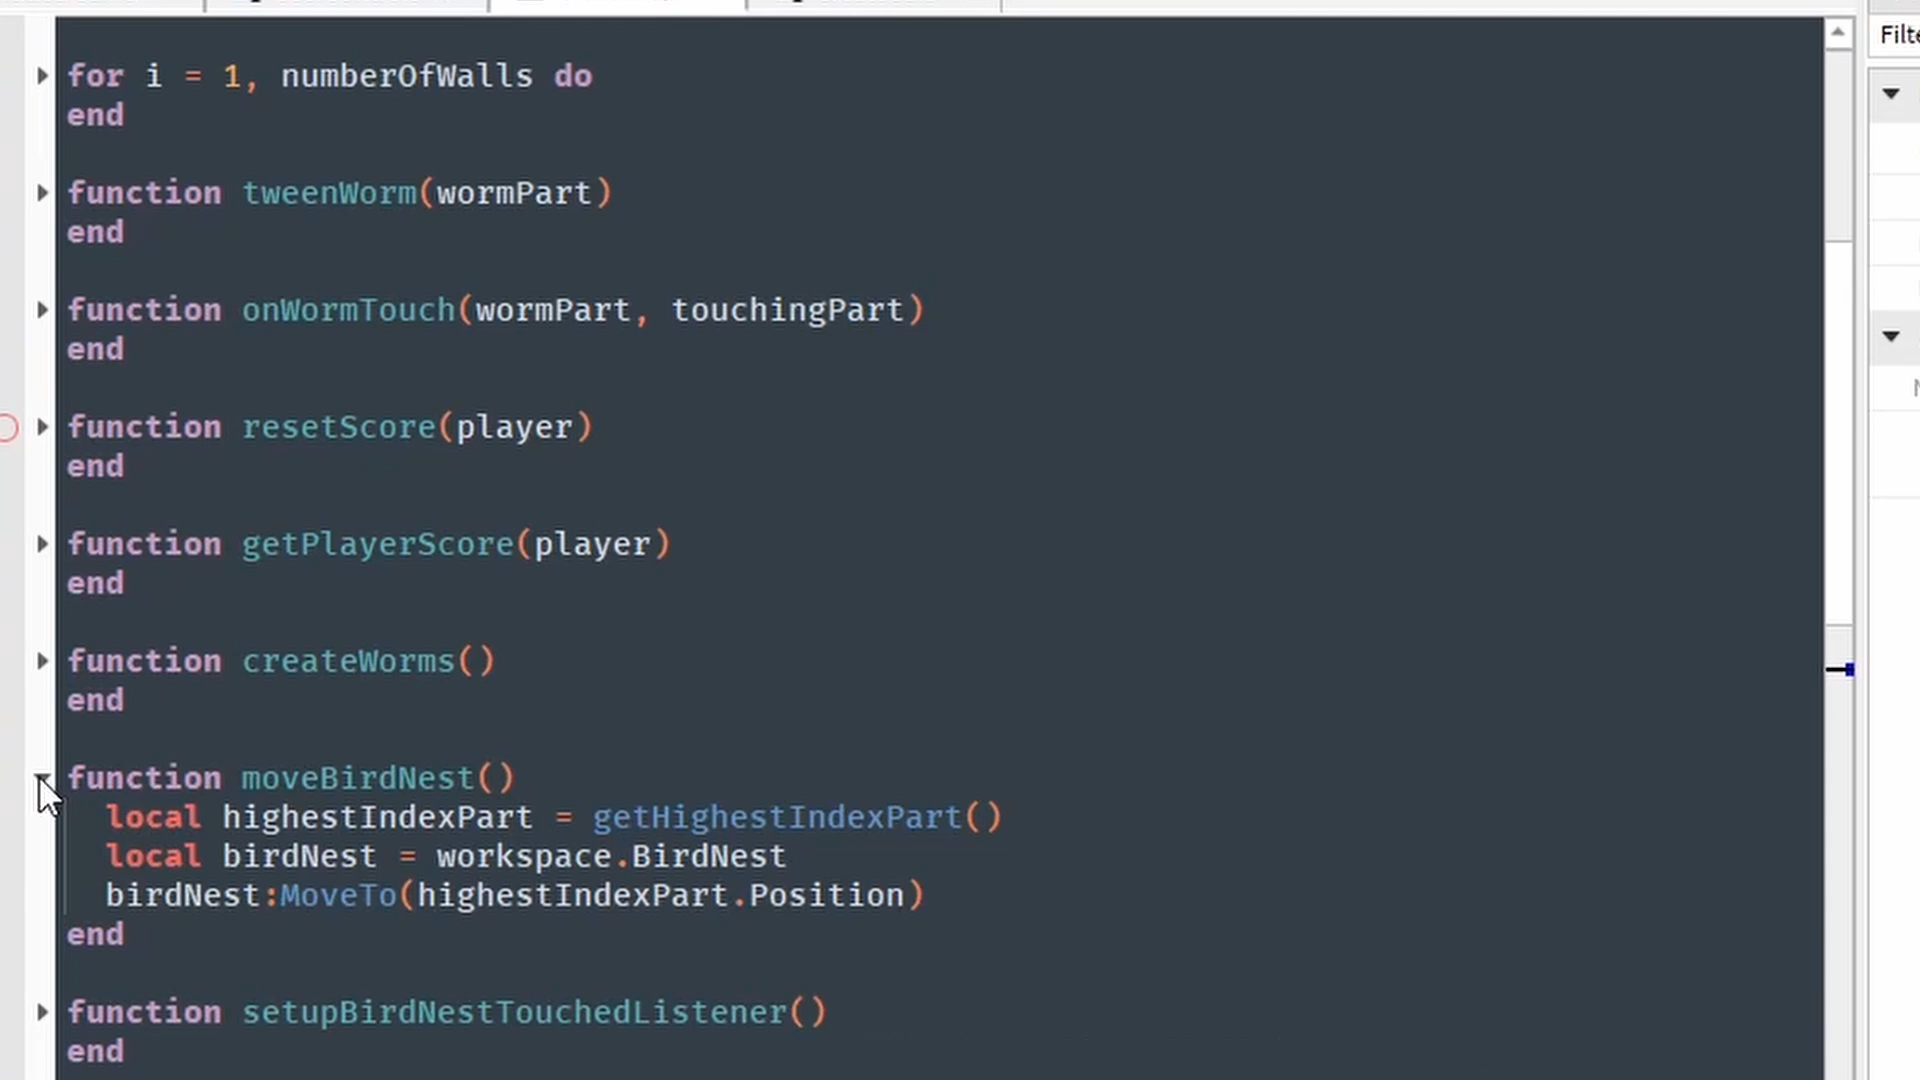 for i = 1, numberOfWalls do
end
function tweenWorm(wormPart)
end
function onWormTouch(wormPart, touchingPart)
end
function resetScore(player)
end
function getPlayerScore(player)
end
function createWorms()
end
function moveBirdNest()
local highestIndexPart = getHighestIndexPart()
local birdNest = workspace.BirdNest
birdNest:MoveTo(highestIndexPart.Position)
end
function setupBirdNestTouchedListener()
end